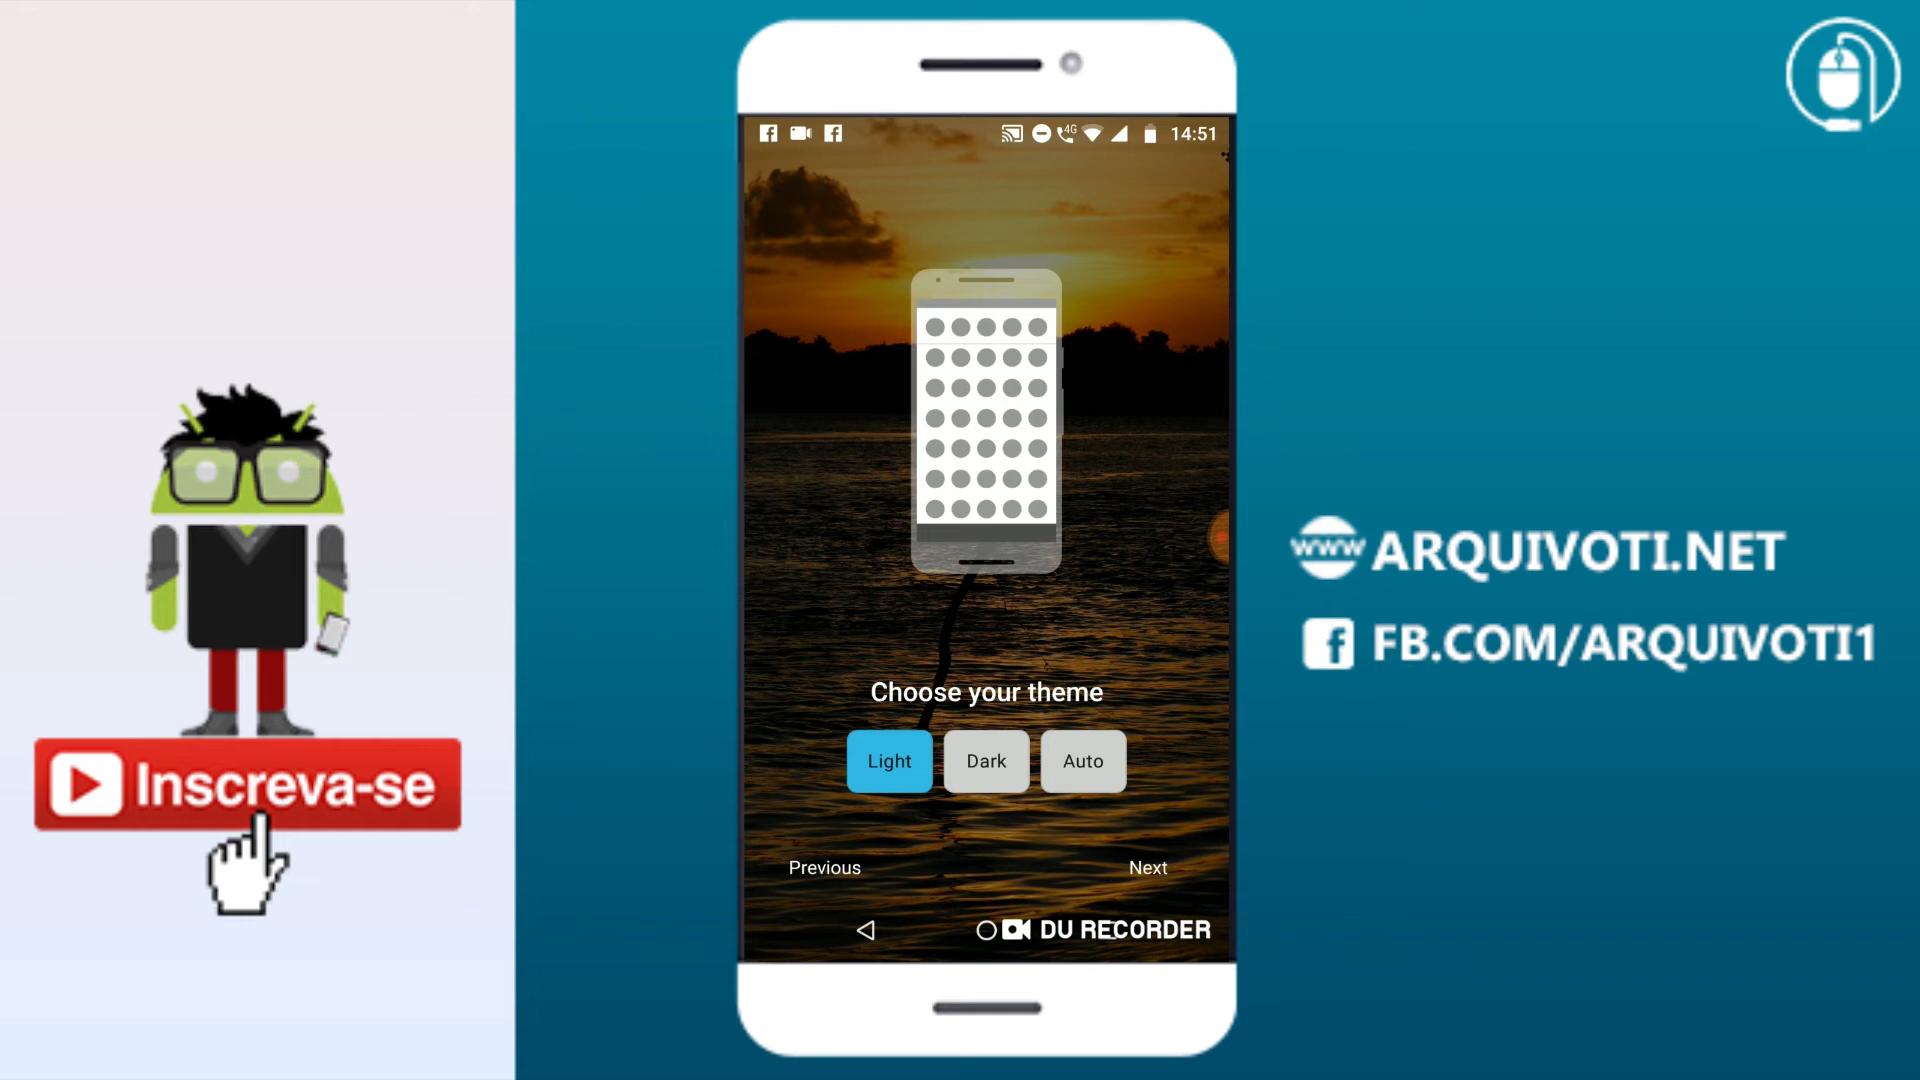 Inscreva-se
4G 14:51
Choose your theme
Light Dark Auto
Previous Next
DU RECORDER
www ARQUIVOTI.NET
f FB.COM/ARQUIVOTI1